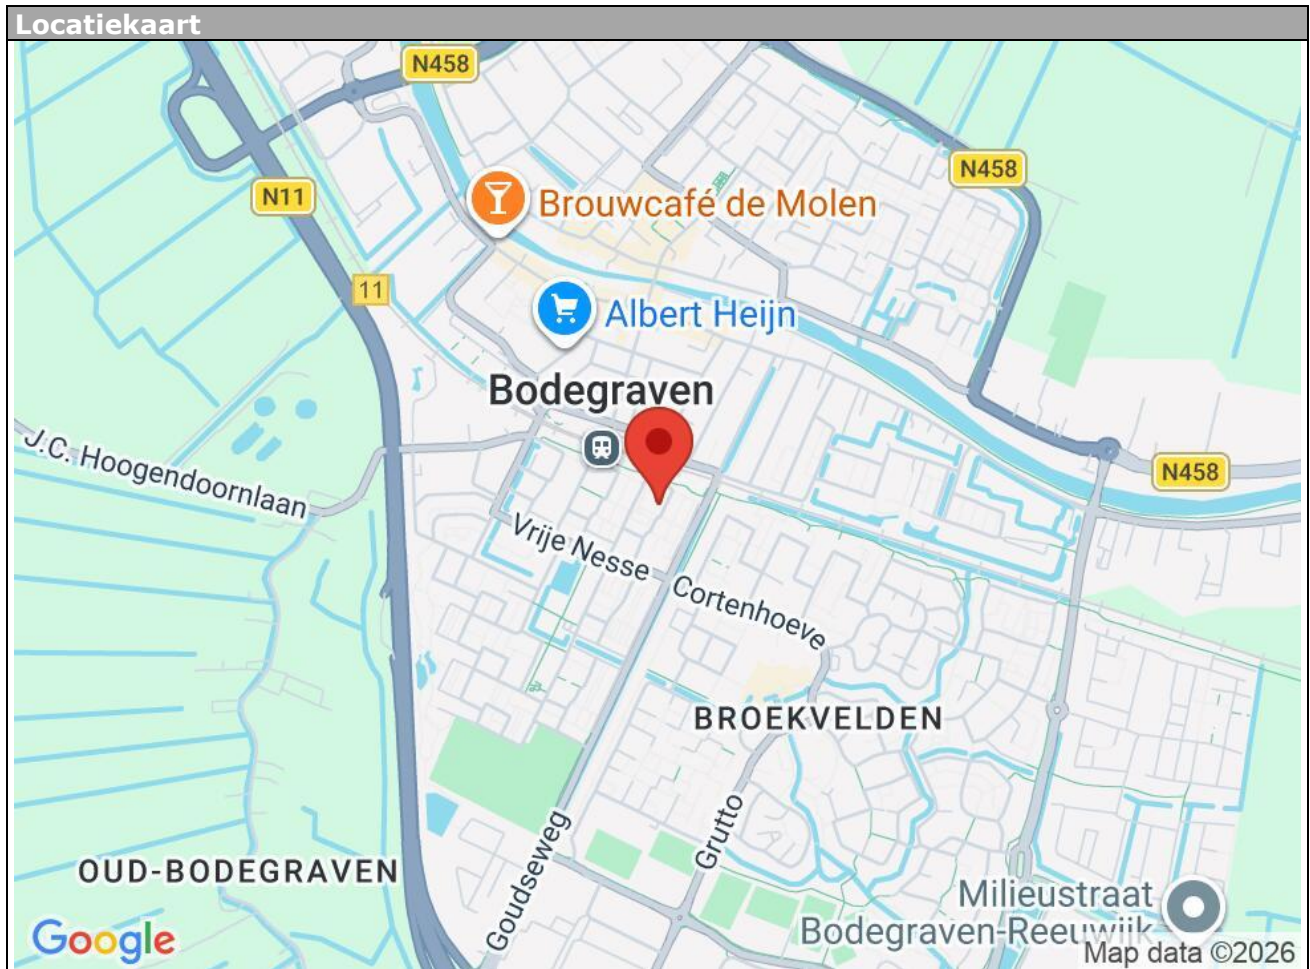 Locatiekaart
N458
N458
N11
Brouwcafé de Molen
11
Albert Heijn
Bodegraven
J.C. Hoogendoornlaan
N458
Vrije Nesse
Cortenhoeve
BROEKVELDEN
Grutto
Goudseweg
OUD-BODEGRAVEN
Milieustraat
Bodegraven-Reeuwijk
Google
Map data ©2026